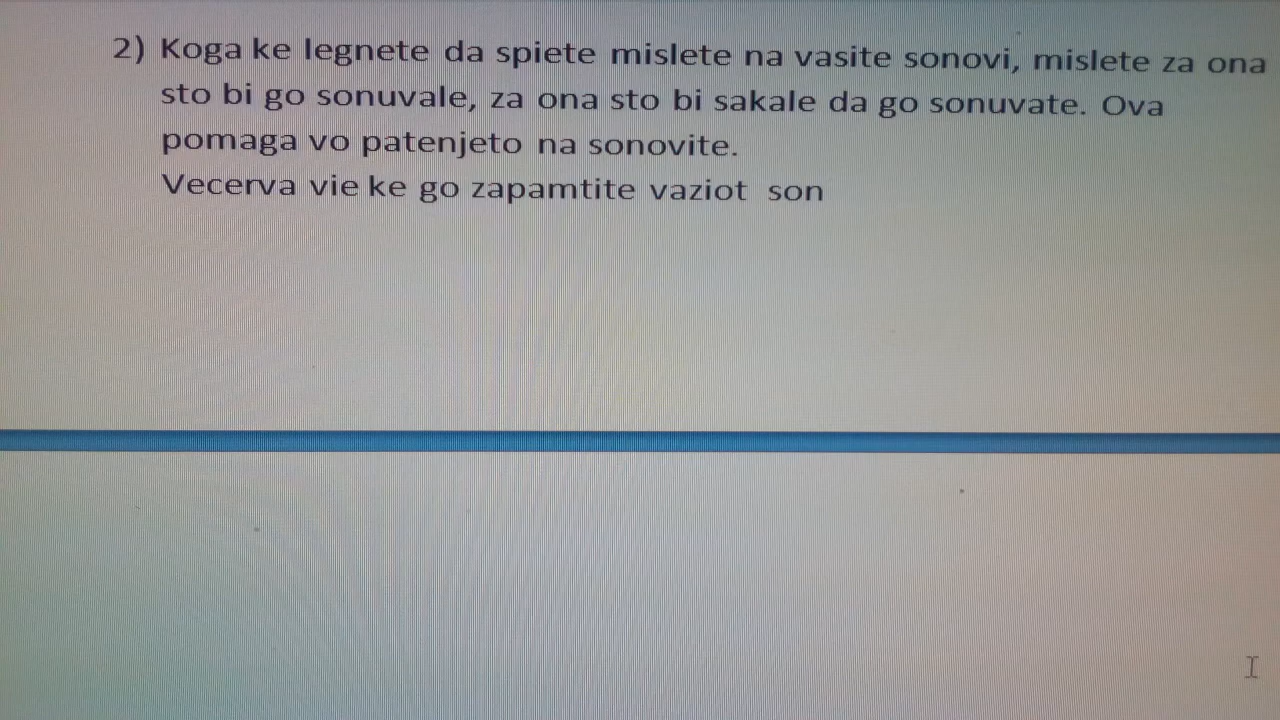 2) Koga ke legnete da spiete mislete na vasite sonovi, mislete za ona
sto bi go sonuvale, za ona sto bi sakale da go sonuvate. Ova
pomaga vo patenjeto na sonovite.
Vecerva vie ke go zapamtite vaziot son